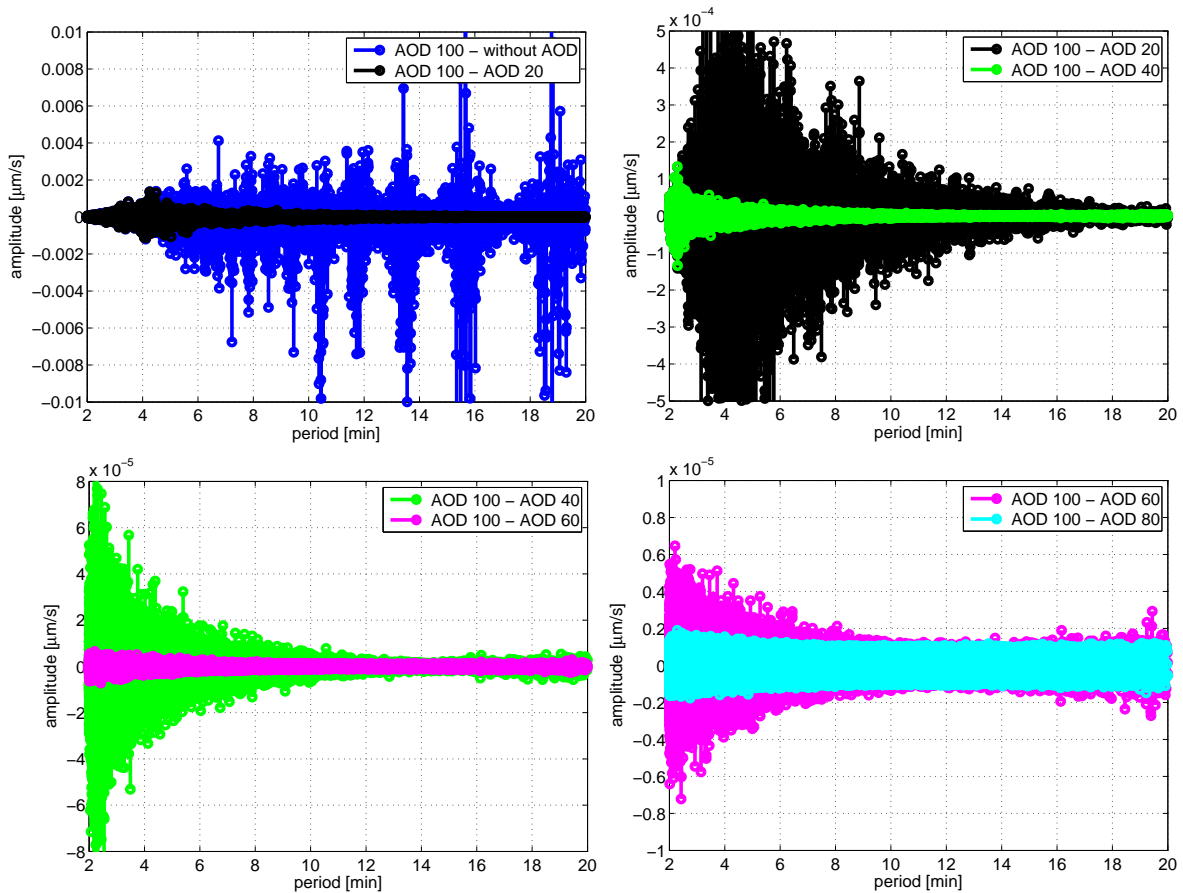 0.01
0.008
0.006
0.004
0.002
0
−0.002
−0.004
−0.006
−0.008
−0.01
amplitude [µm/s]
2 4 6 8 10 12 14 16 18 20
period [min]
AOD 100 − without AOD
AOD 100 − AOD 20
x 10−4
5
4
3
2
1
0
−1
−2
−3
−4
−5
amplitude [µm/s]
2 4 6 8 10 12 14 16 18 20
period [min]
AOD 100 − AOD 20
AOD 100 − AOD 40
x 10−5
8
6
4
2
0
−2
−4
−6
−8
amplitude [µm/s]
2 4 6 8 10 12 14 16 18 20
period [min]
AOD 100 − AOD 40
AOD 100 − AOD 60
x 10−5
1
0.8
0.6
0.4
0.2
0
−0.2
−0.4
−0.6
−0.8
−1
amplitude [µm/s]
2 4 6 8 10 12 14 16 18 20
period [min]
AOD 100 − AOD 60
AOD 100 − AOD 80